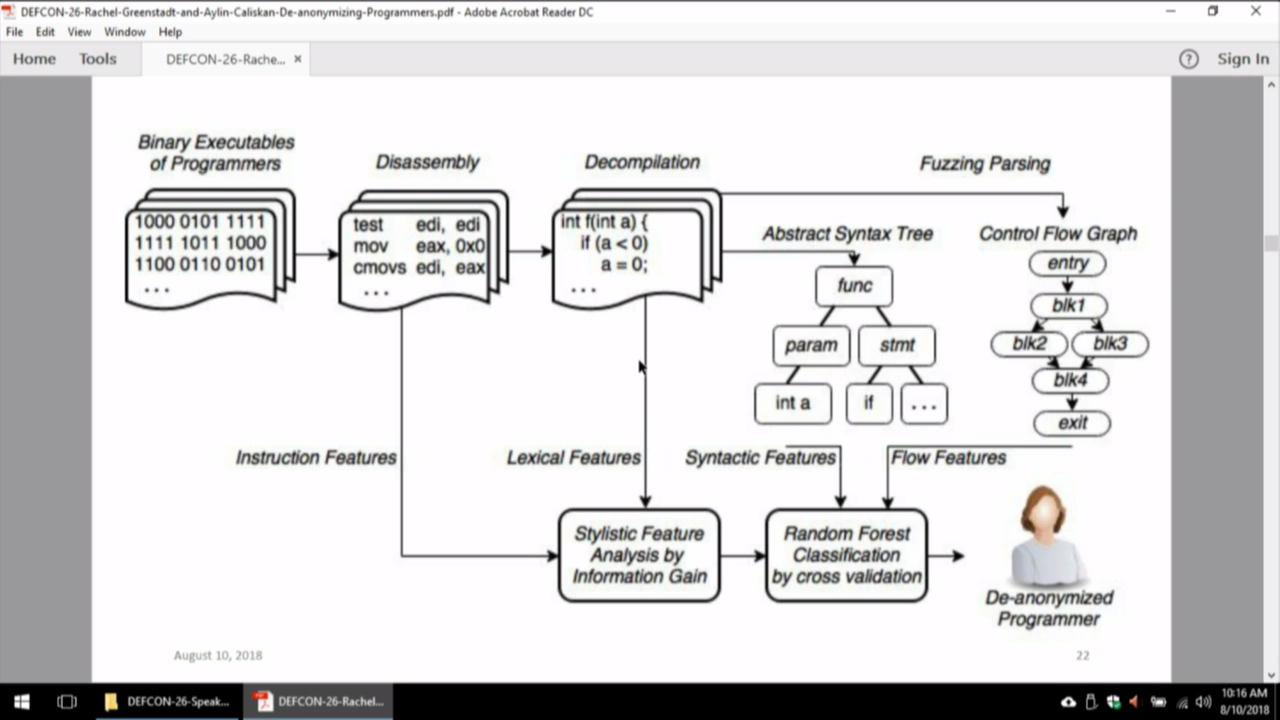 DEFCON-26-Rachel-Greenstadt-and-Aylin-Caliskan-De-anonymizing-Programmers.pdf - Adobe Acrobat Reader DC
File Edit View Window Help
Home Tools DEFCON-26-Rache... × ? Sign In
Binary Executables
of Programmers
Disassembly
Decompilation
Fuzzing Parsing
1000 0101 1111
1111 1011 1000
1100 0110 0101
...
test edi, edi
mov eax, 0x0
cmovs edi, eax
...
int f(int a) {
if (a < 0)
a = 0;
...
Abstract Syntax Tree
func
param stmt
int a if ...
Control Flow Graph
entry
blk1
blk2 blk3
blk4
exit
Instruction Features
Lexical Features
Syntactic Features
Flow Features
Stylistic Feature
Analysis by
Information Gain
Random Forest
Classification
by cross validation
De-anonymized
Programmer
August 10, 2018
22
DEFCON-26-Speak...
DEFCON-26-Rachel...
10:16 AM
8/10/2018